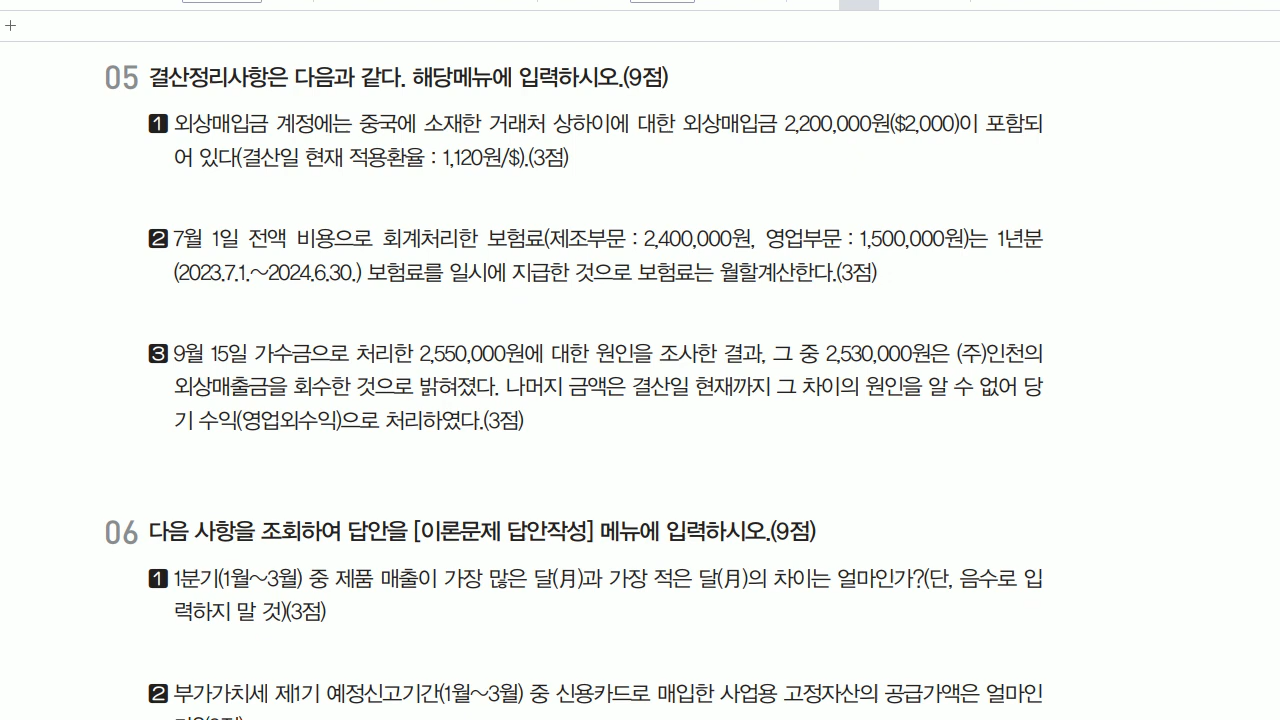 05 결산정리사항은 다음과 같다. 해당메뉴에 입력하시오.(9점)
1 외상매입금 계정에는 중국에 소재한 거래처 상하이에 대한 외상매입금 2,200,000원($2,000)이 포함되
어 있다(결산일 현재 적용환율 : 1,120원/$).(3점)
2 7월 1일 전액 비용으로 회계처리한 보험료(제조부문 : 2,400,000원, 영업부문 : 1,500,000원)는 1년분
(2023.7.1.~2024.6.30.) 보험료를 일시에 지급한 것으로 보험료는 월할계산한다.(3점)
3 9월 15일 가수금으로 처리한 2,550,000원에 대한 원인을 조사한 결과, 그 중 2,530,000원은 (주)인천의
외상매출금을 회수한 것으로 밝혀졌다. 나머지 금액은 결산일 현재까지 그 차이의 원인을 알 수 없어 당
기 수익(영업외수익)으로 처리하였다.(3점)
06 다음 사항을 조회하여 답안을 [이론문제 답안작성] 메뉴에 입력하시오.(9점)
1 1분기(1월~3월) 중 제품 매출이 가장 많은 달(月)과 가장 적은 달(月)의 차이는 얼마인가?(단, 음수로 입
력하지 말 것)(3점)
2 부가가치세 제1기 예정신고기간(1월~3월) 중 신용카드로 매입한 사업용 고정자산의 공급가액은 얼마인